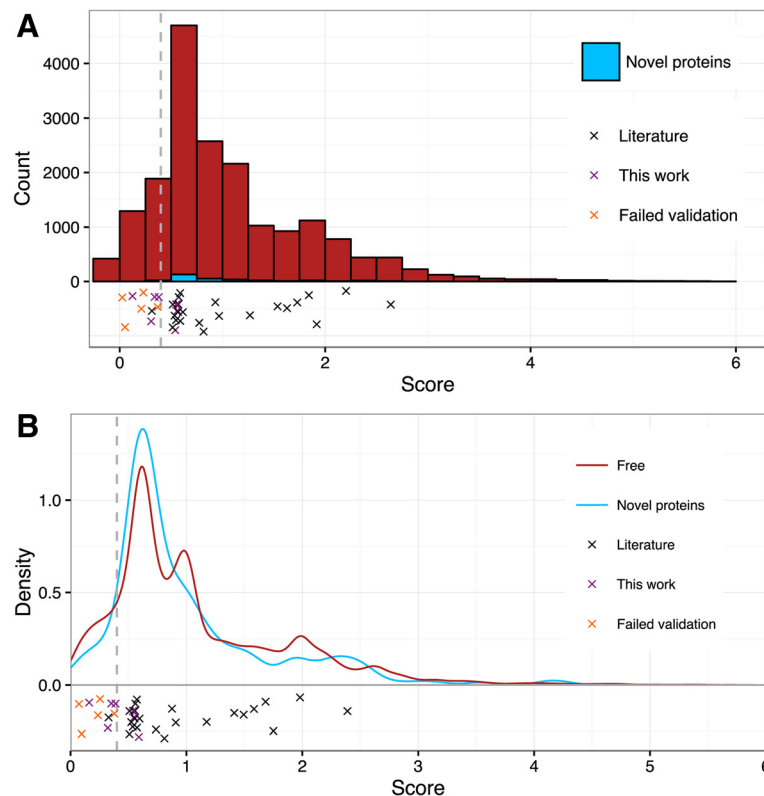 A
4000
3000
2000
1000
0
Count
Novel proteins
Literature
This work
Failed validation
0 2 4 6
Score
B
1.0
0.5
0.0
Density
Free
Novel proteins
Literature
This work
Failed validation
0 1 2 3 4 5 6
Score